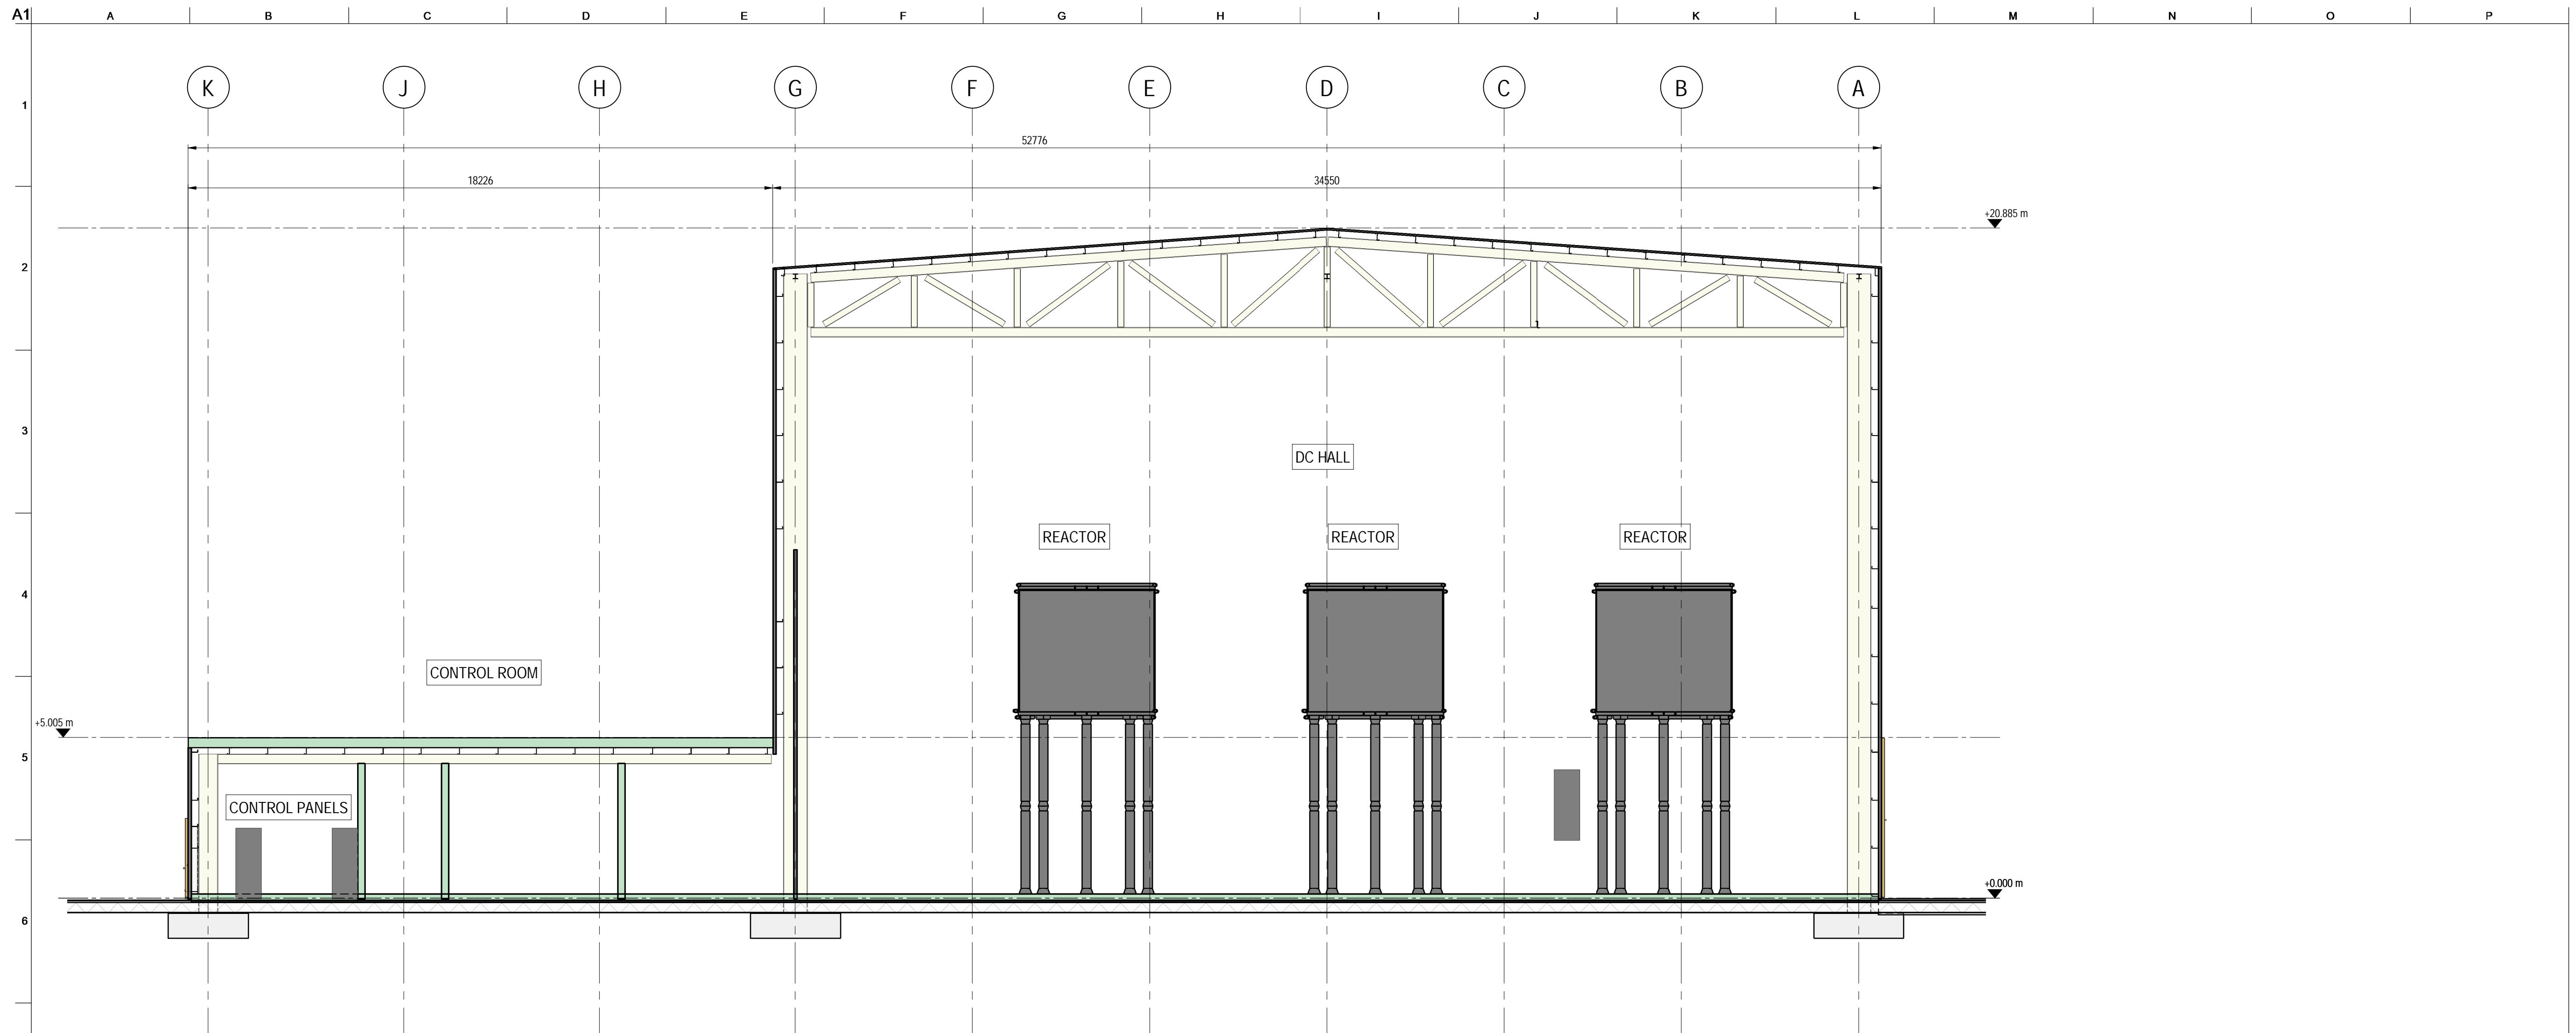 A1 A B C D E F G H I J K L M N O P
1
K J H G F E D C B A
52776
18226 34550
+20.885 m
2
3
DC HALL
REACTOR REACTOR REACTOR
4
CONTROL ROOM
+5.005 m
5
CONTROL PANELS
+0.000 m
6